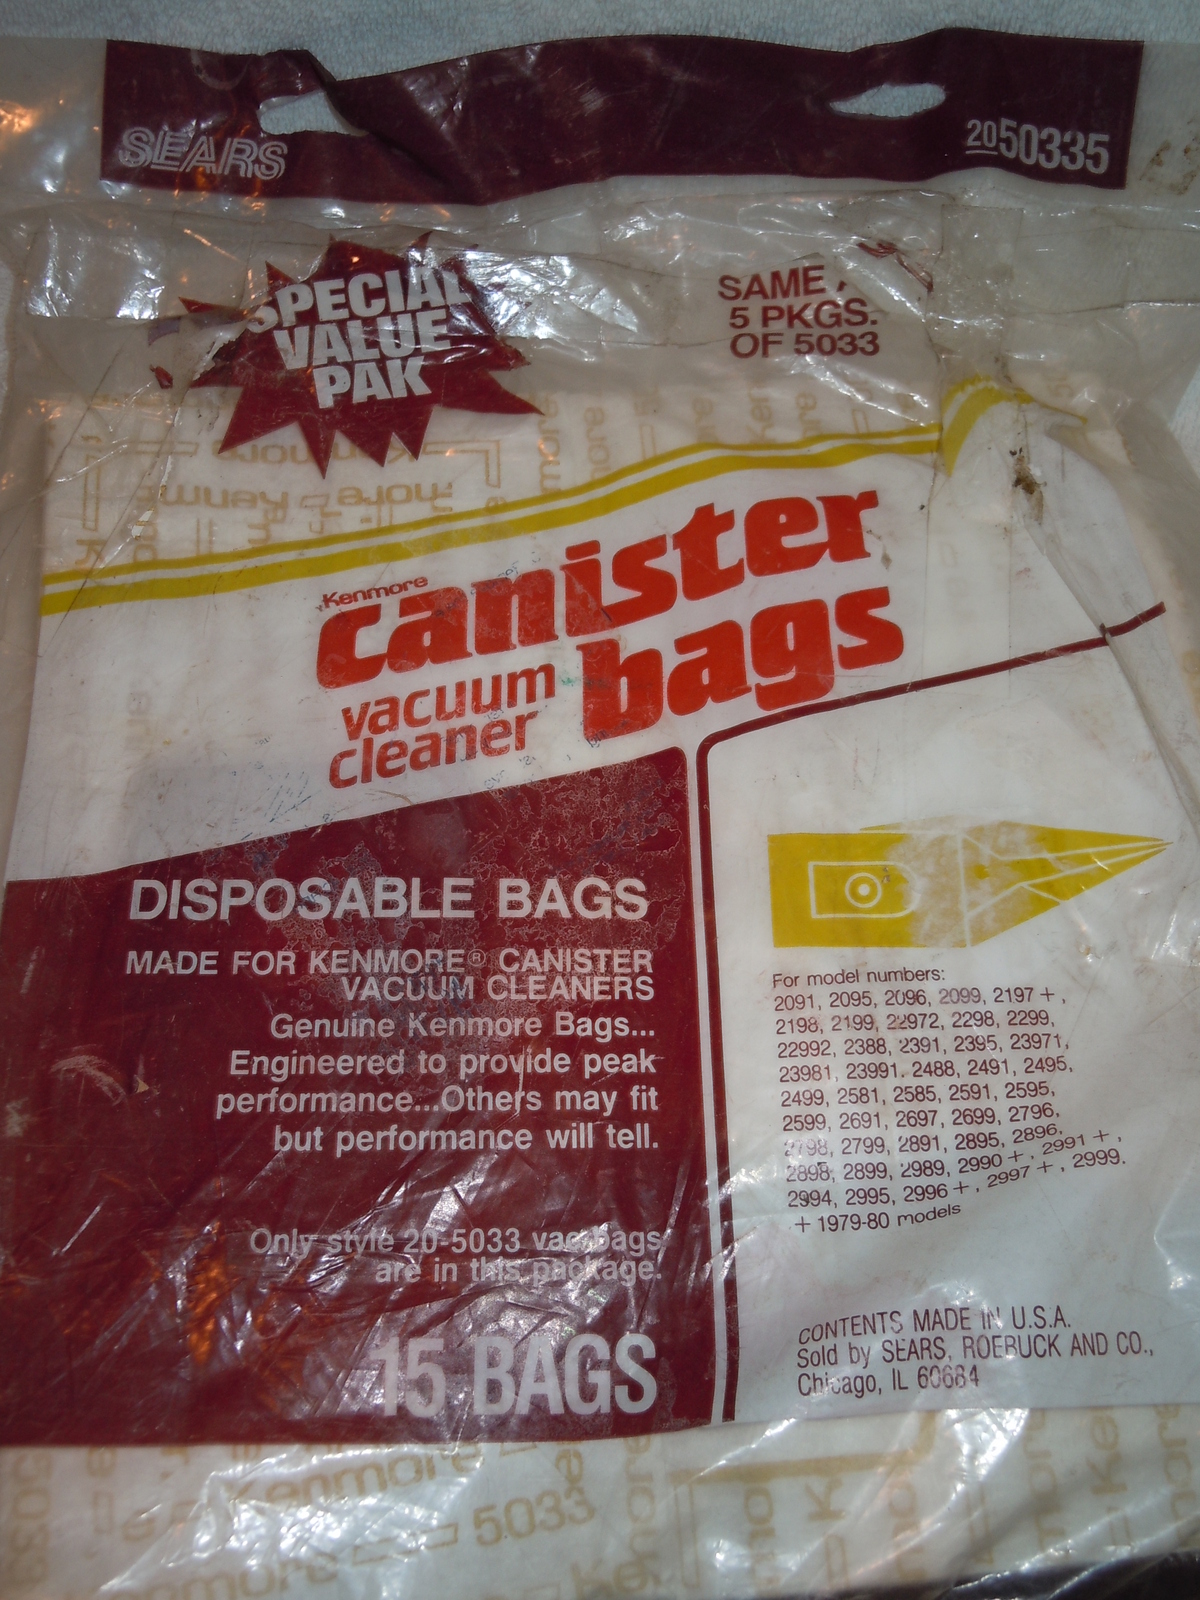 SEARS
2050335
SPECIAL
VALUE
PAK
SAME
5 PKGS.
OF 5033
Kenmore
canister
vacuum
cleaner
bags
DISPOSABLE BAGS
MADE FOR KENMORE® CANISTER
VACUUM CLEANERS
Genuine Kenmore Bags...
Engineered to provide peak
performance...Others may fit
but performance will tell.
Only style 20-5033 vac bags
are in this package.
15 BAGS
For model numbers:
2091, 2095, 2096, 2099, 2197 +,
2198, 2199, 22972, 2298, 2299,
22992, 2388, 2391, 2395, 23971,
23981, 23991. 2488, 2491, 2495,
2499, 2581, 2585, 2591, 2595,
2599, 2691, 2697, 2699, 2796,
2798, 2799, 2891, 2895, 2896,
2898, 2899, 2989, 2990 +, 2991 +,
2994, 2995, 2996 +, 2997 +, 2999.
+ 1979-80 models
CONTENTS MADE IN U.S.A.
Sold by SEARS, ROEBUCK AND CO.,
Chicago, IL 60684
Kenmore
5033